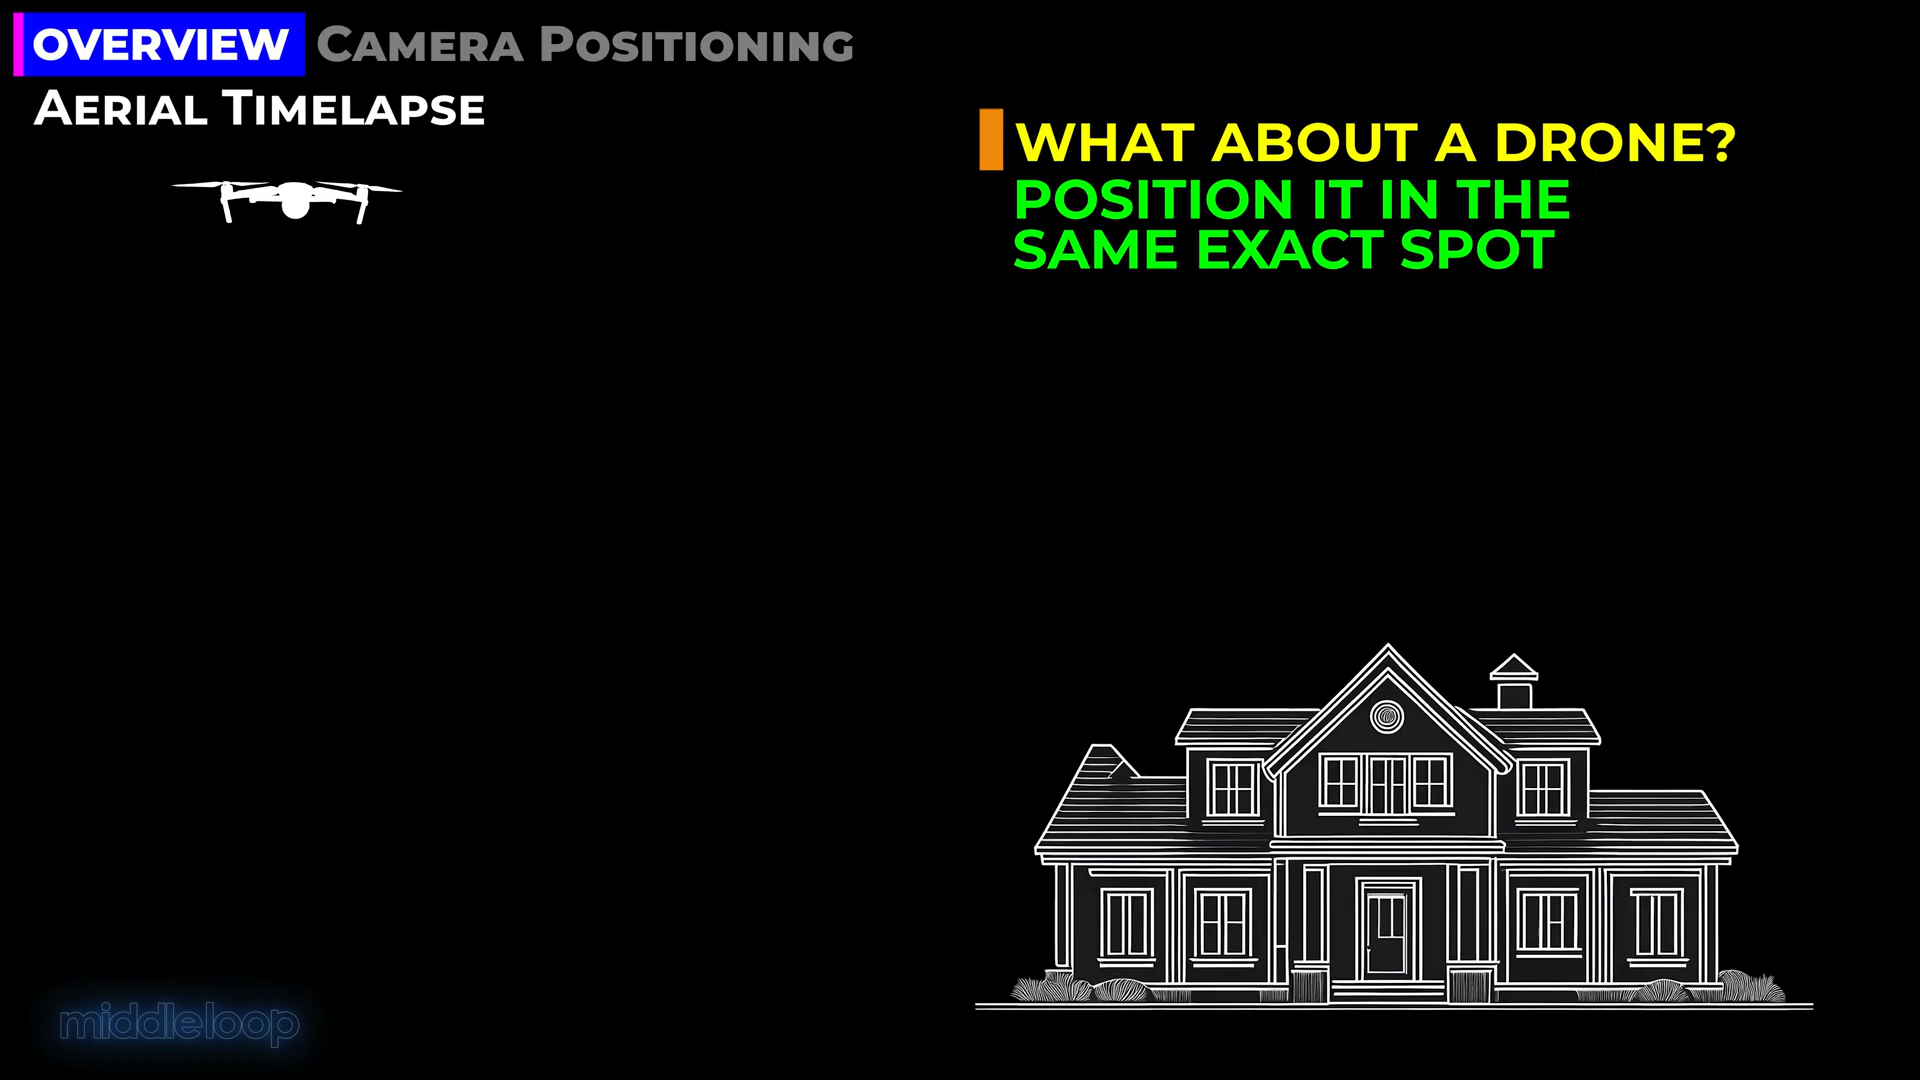 OVERVIEW CAMERA POSITIONING
AERIAL TIMELAPSE
WHAT ABOUT A DRONE?
POSITION IT IN THE
SAME EXACT SPOT
middleloop